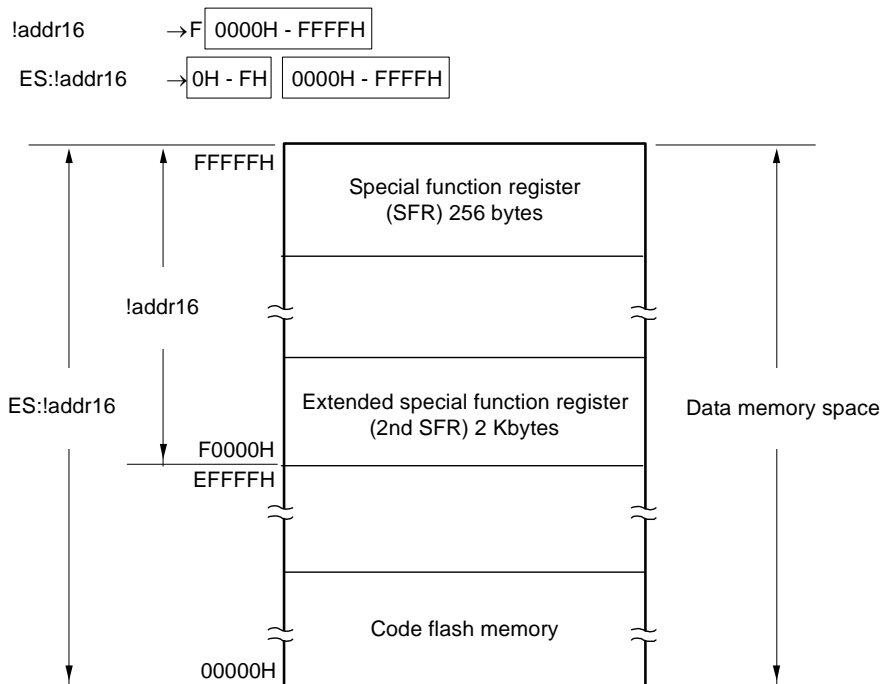 !addr16 →F 0000H - FFFFH
ES:!addr16 →0H - FH 0000H - FFFFH
FFFFFH
Special function register
(SFR) 256 bytes
!addr16
ES:!addr16
Extended special function register
(2nd SFR) 2 Kbytes
Data memory space
F0000H
EFFFFH
Code flash memory
00000H